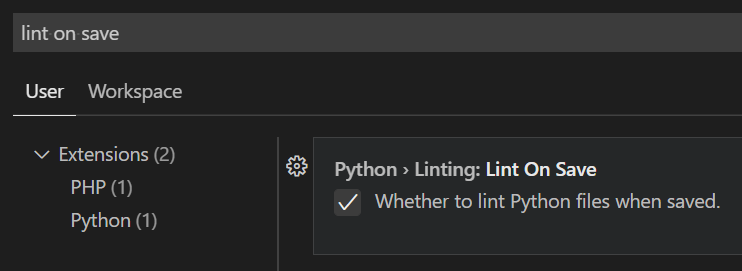 lint on save
User Workspace
Extensions (2)
PHP (1)
Python (1)
Python › Linting: Lint On Save
Whether to lint Python files when saved.